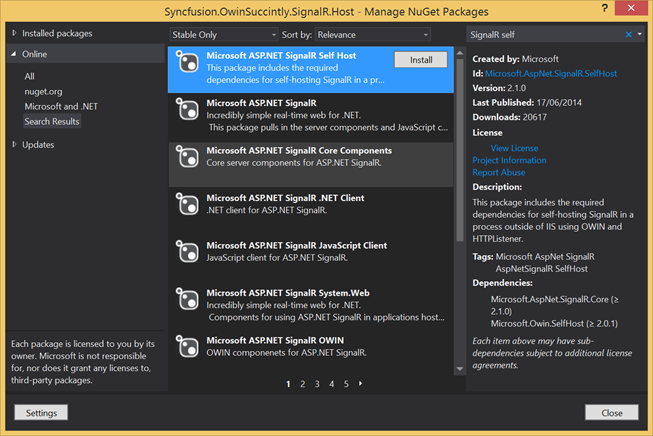 Syncfusion.OwinSuccintly.SignalR.Host - Manage NuGet Packages
? ×
Installed packages
Online
All
nuget.org
Microsoft and .NET
Search Results
Updates
Each package is licensed to you by its
owner. Microsoft is not responsible
for, nor does it grant any licenses to,
third-party packages.
Stable Only
Sort by: Relevance
Microsoft ASP.NET SignalR Self Host
This package includes the required
dependencies for self-hosting SignalR in a pr...
Install
Microsoft ASP.NET SignalR
Incredibly simple real-time web for .NET.
This package pulls in the server components and JavaScript c...
Microsoft ASP.NET SignalR Core Components
Core server components for ASP.NET SignalR.
Microsoft ASP.NET SignalR .NET Client
.NET client for ASP.NET SignalR.
Microsoft ASP.NET SignalR JavaScript Client
JavaScript client for ASP.NET SignalR.
Microsoft ASP.NET SignalR System.Web
Incredibly simple real-time web for .NET.
Components for using ASP.NET SignalR in applications host...
Microsoft ASP.NET SignalR OWIN
OWIN componenets for ASP.NET SignalR.
1 2 3 4 5
SignalR self
Created by: Microsoft
Id: Microsoft.AspNet.SignalR.SelfHost
Version: 2.1.0
Last Published: 17/06/2014
Downloads: 20617
License
View License
Project Information
Report Abuse
Description:
This package includes the required
dependencies for self-hosting SignalR in a
process outside of IIS using OWIN and
HTTPListener.
Tags: Microsoft AspNet SignalR
AspNetSignalR SelfHost
Dependencies:
Microsoft.AspNet.SignalR.Core (≥
2.1.0)
Microsoft.Owin.SelfHost (≥ 2.0.1)
Each item above may have sub-
dependencies subject to additional license
agreements.
Settings
Close